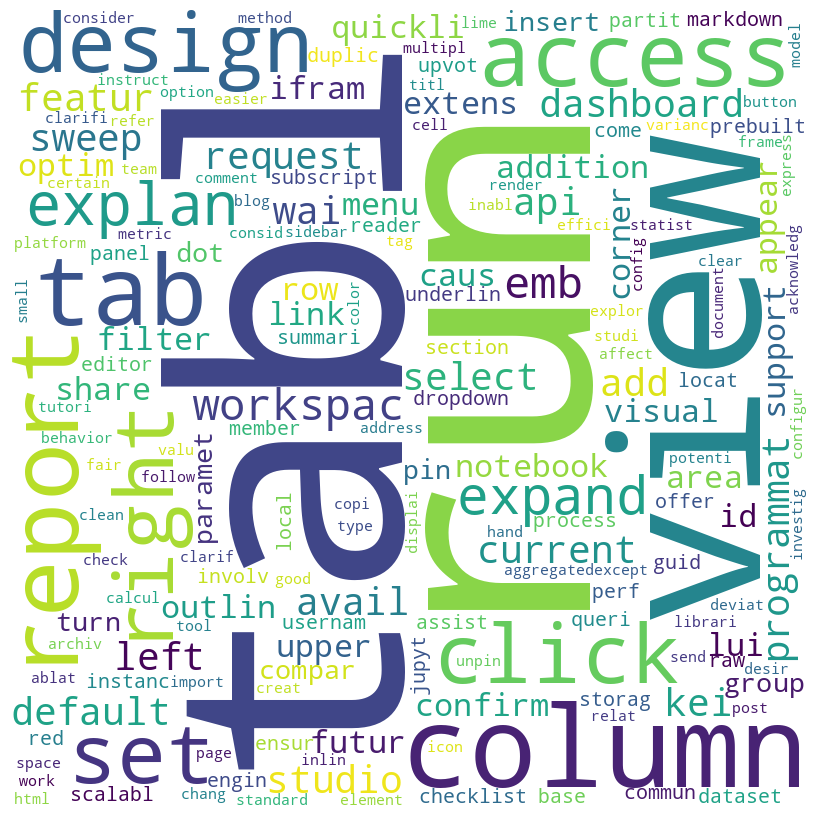 consider
method
quickli
lime
insert
partit
markdown
design
duplic
multipl
upvot
access
model
instruct
option
easier
ifram
titl
extens
dashboard
button
featur
clarifi
refer
cell
come
varianc
prebuilt
sweep
request
addition
frame
express
optim
team
certain
comment
subscript
render
api
appear
explan
blog
wai
menu
reader
inabl
effici
corner
statist
platform
metric
consid
sidebar
tag
config
clear
acknowledg
panel
dot
caus
emb
document
small
tab
row
color
underlin
explor
support
filter
link
summari
section
studi
affect
editor
select
add
locat
configur
report
share
workspac
dropdown
visual
tutori
right
member
address
behavior
valu
paramet
pin
notebook
area
potenti
programmat
fair
follow
local
copi
type
displai
expand
id
offer
investig
clean
check
clarif
hand
process
table
run
view
involv
good
current
aggregatedexcept
guid
calcul
outlin
avail
perf
deviat
turn
tool
usernam
assist
queri
librari
archiv
left
upper
jupyt
unpin
click
send
lui
desir
ablat
instanc
import
compar
raw
default
creat
confirm
storag
kei
group
relat
post
red
set
ensur
futur
column
space
page
inlin
icon
work
engin
studio
commun
html
scalabl
chang
standard
element
checklist
base
dataset